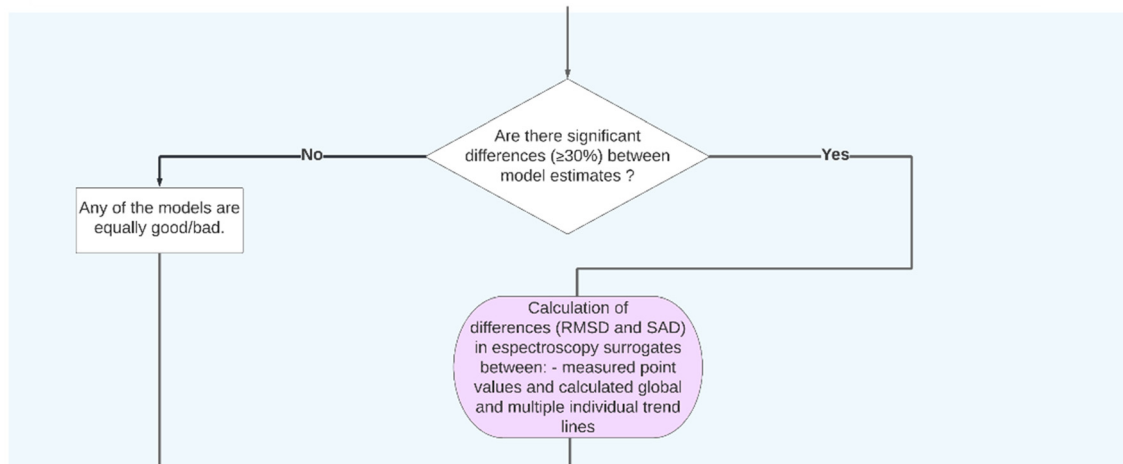 Are there significant
differences (≥30%) between
model estimates ?
No
Yes
Any of the models are
equally good/bad.
Calculation of
differences (RMSD and SAD)
in espectroscopy surrogates
between: - measured point
values and calculated global
and multiple individual trend
lines